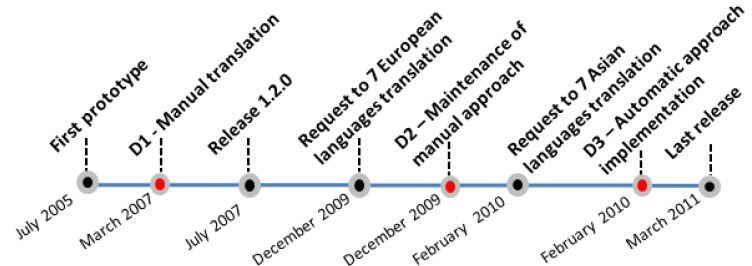 First prototype
D1 - Manual translation
Release 1.2.0
Request to 7 European
languages translation
D2 – Maintenance of
manual approach
Request to 7 Asian
languages translation
D3 – Automatic approach
implementation
Last release
July 2005
March 2007
July 2007
December 2009
December 2009
February 2010
February 2010
March 2011